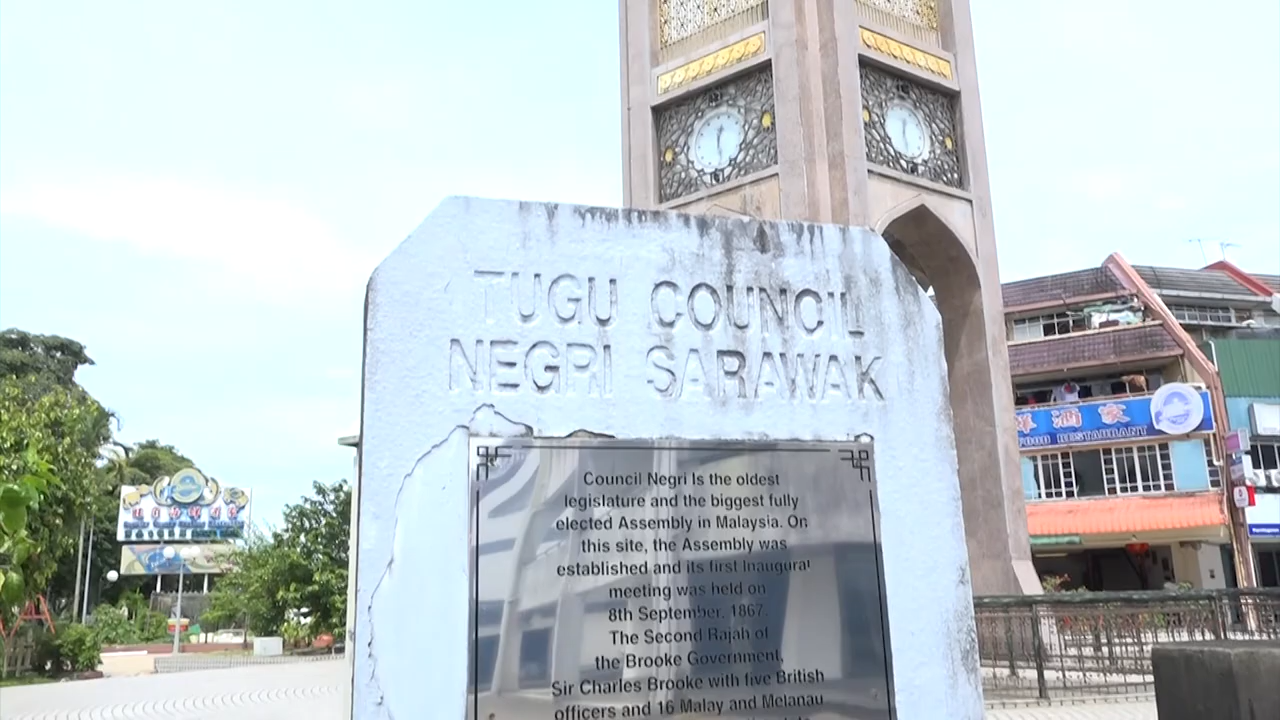 TUGU COUNCIL
NEGRI SARAWAK
Council Negri Is the oldest
legislature and the biggest fully
elected Assembly in Malaysia. On
this site, the Assembly was
established and its first Inaugural
meeting was held on
8th September, 1867.
The Second Rajah of
the Brooke Government,
Sir Charles Brooke with five British
officers and 16 Malay and Melanau
酒家
FOOD RESTAURANT